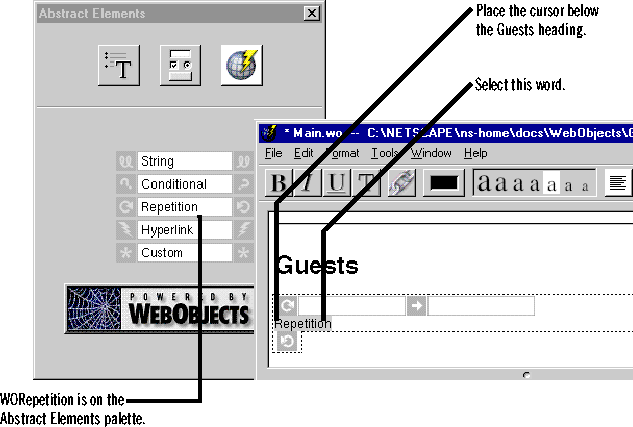 Abstract Elements
Place the cursor below
the Guests heading.
T
Select this word.
* Main.wo -- C:\NETSCAPE\ns-home\docs\WebObjects\G
File Edit Format Tools Window Help
B I U T a a a a a a a
String
Conditional
Repetition
Hyperlink
Custom
Guests
POWERED BY
WEBOBJECTS
Repetition
WORepetition is on the
Abstract Elements palette.